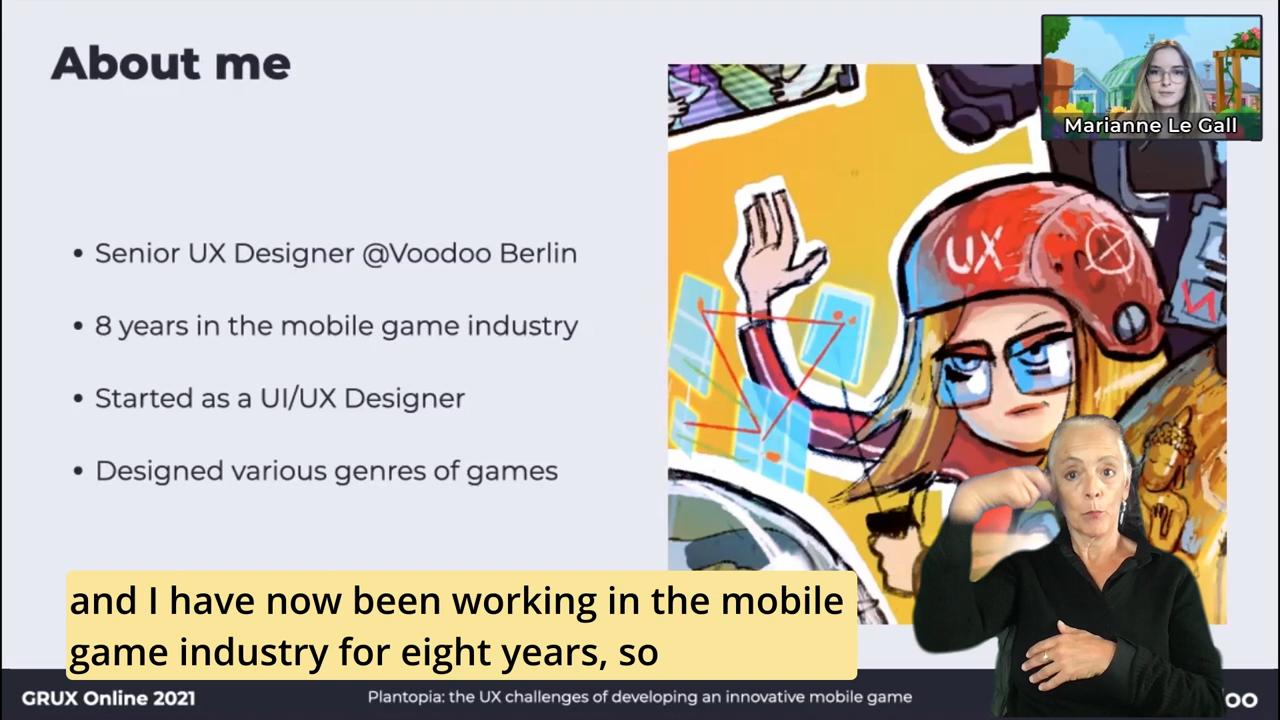 About me
Marianne Le Gall
UX
• Senior UX Designer @Voodoo Berlin
• 8 years in the mobile game industry
• Started as a UI/UX Designer
• Designed various genres of games
and I have now been working in the mobile
game industry for eight years, so
GRUX Online 2021
Plantopia: the UX challenges of developing an innovative mobile game